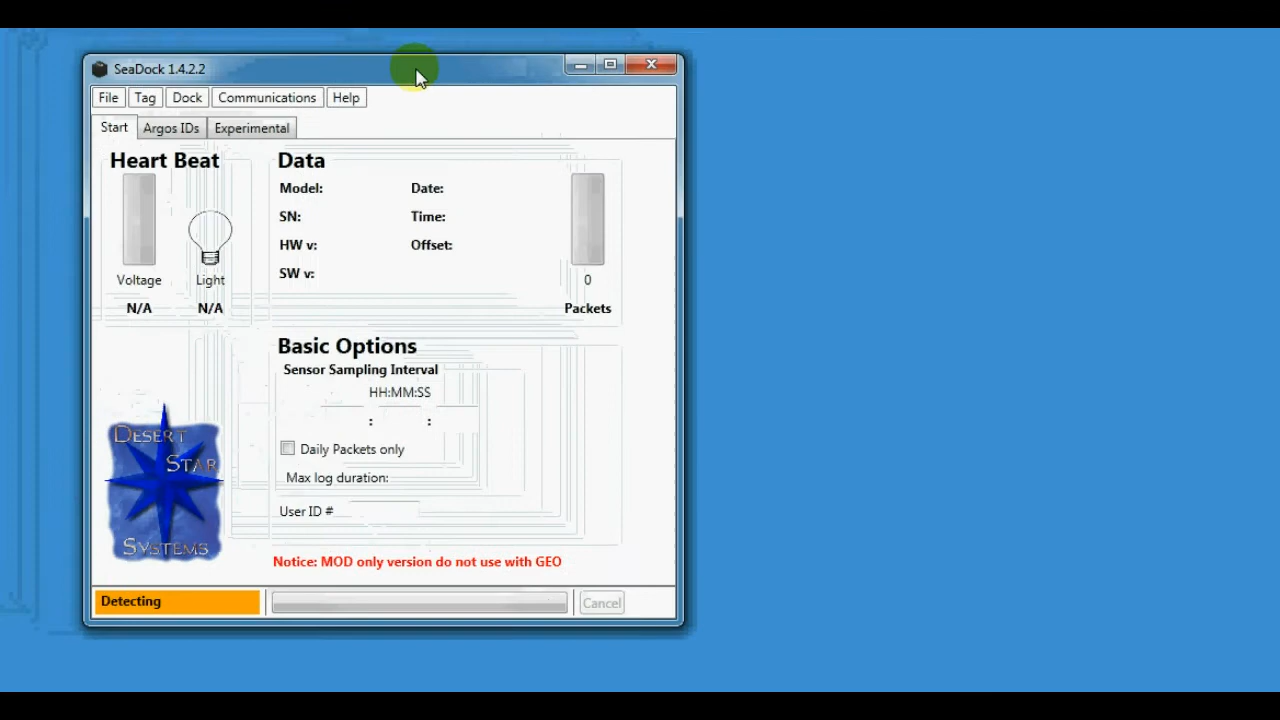 SeaDock 1.4.2.2
File Tag Dock Communications Help
Start Argos IDs Experimental
Heart Beat
Voltage Light
N/A N/A
Data
Model: Date:
SN: Time:
HW v: Offset:
SW v:
0
Packets
Basic Options
Sensor Sampling Interval
HH:MM:SS
: :
Daily Packets only
Max log duration:
User ID #
DESERT
STAR
SYSTEMS
Notice: MOD only version do not use with GEO
Detecting Cancel